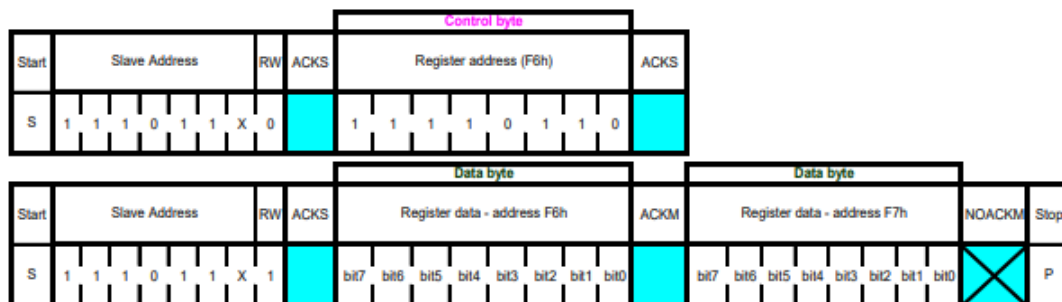 Control byte
Start Slave Address RW ACKS Register address (F6h) ACKS
S 1 1 1 0 1 1 X 0 1 1 1 1 0 1 1 0
Data byte Data byte
Start Slave Address RW ACKS Register data - address F6h ACKM Register data - address F7h NOACKM Stop
S 1 1 1 0 1 1 X 1 bit7 bit6 bit5 bit4 bit3 bit2 bit1 bit0 bit7 bit6 bit5 bit4 bit3 bit2 bit1 bit0 P